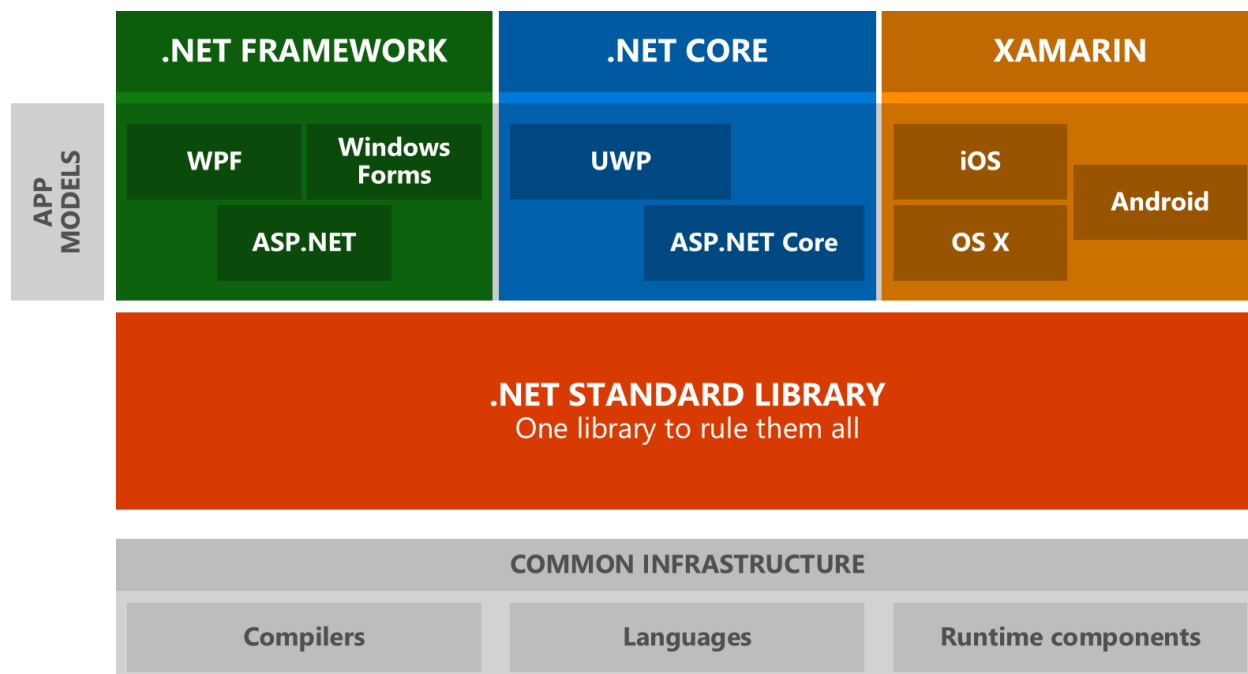 .NET FRAMEWORK
.NET CORE
XAMARIN
APP
MODELS
WPF
Windows
Forms
ASP.NET
UWP
ASP.NET Core
iOS
Android
OS X
.NET STANDARD LIBRARY
One library to rule them all
COMMON INFRASTRUCTURE
Compilers
Languages
Runtime components